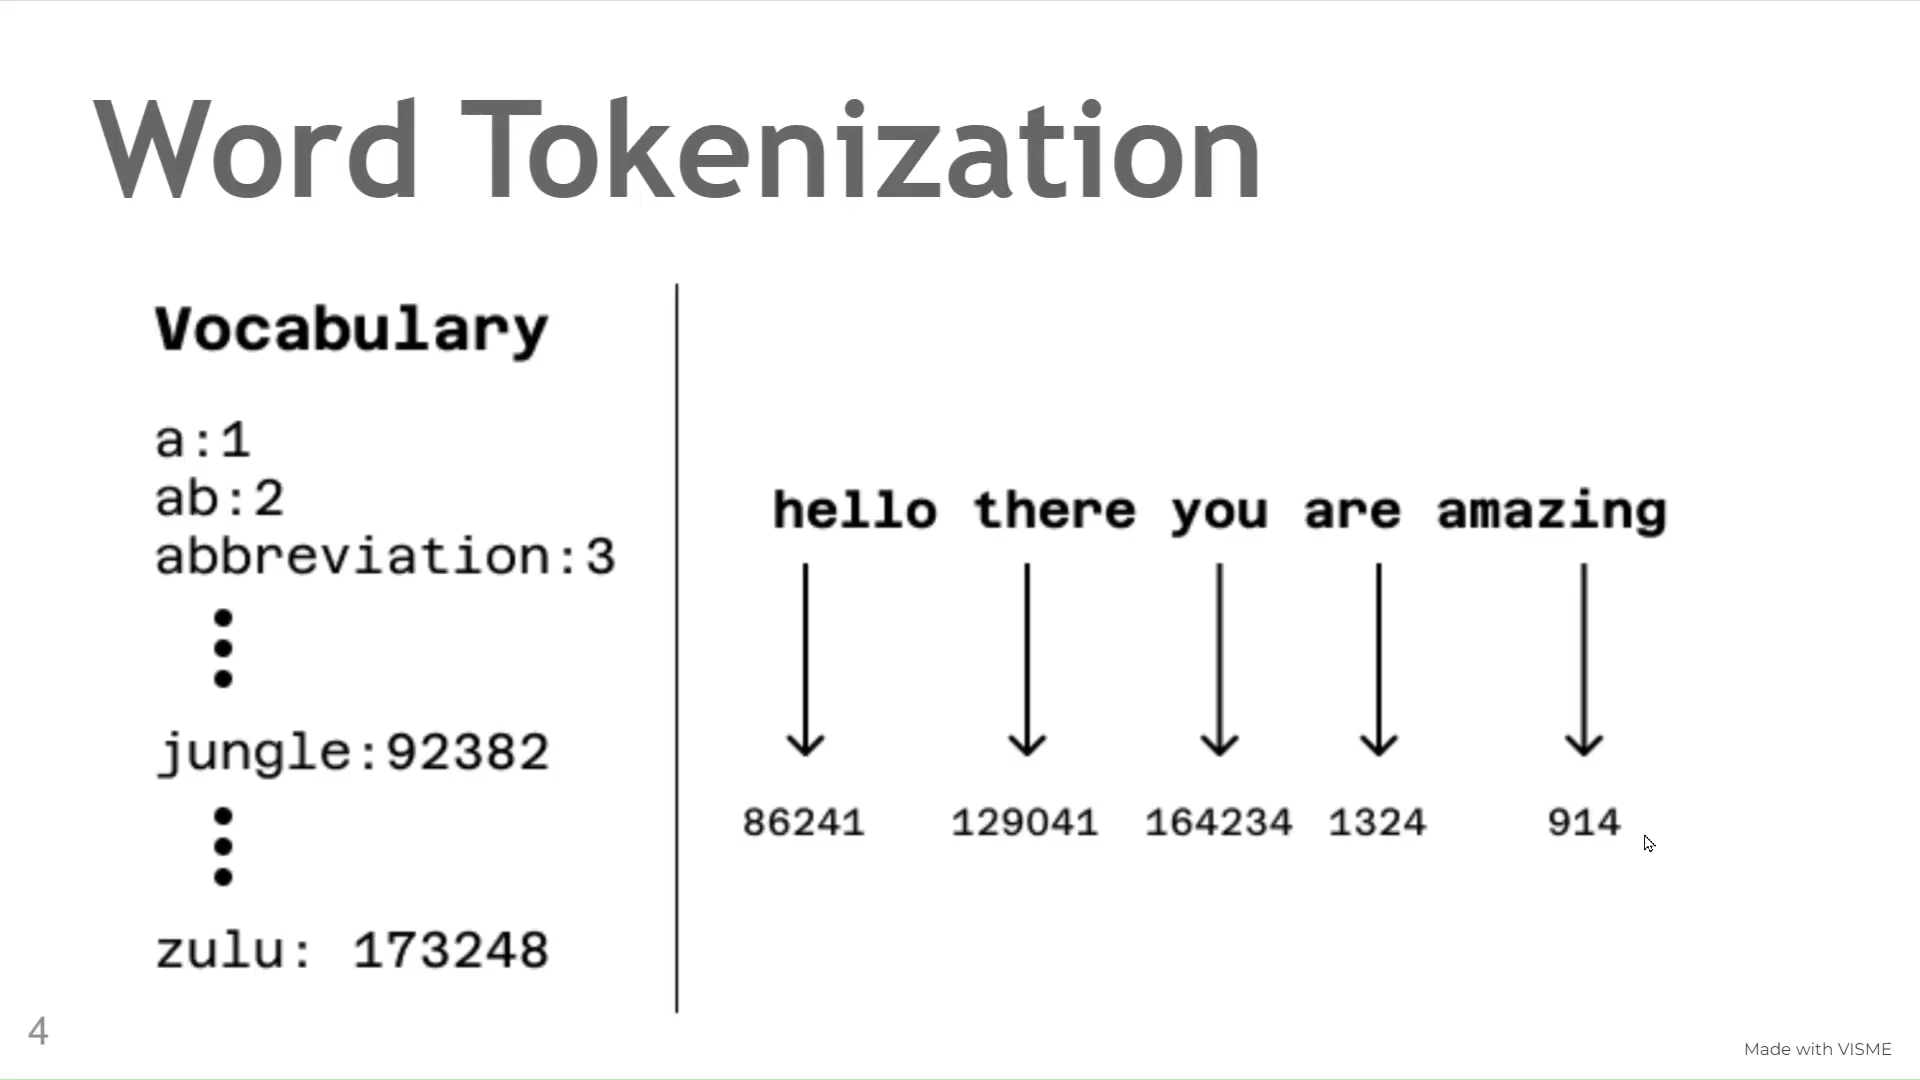 Word Tokenization
Vocabulary
a:1
ab:2
abbreviation:3
jungle:92382
zulu: 173248
hello there you are amazing
86241 129041 164234 1324 914
4
Made with VISME